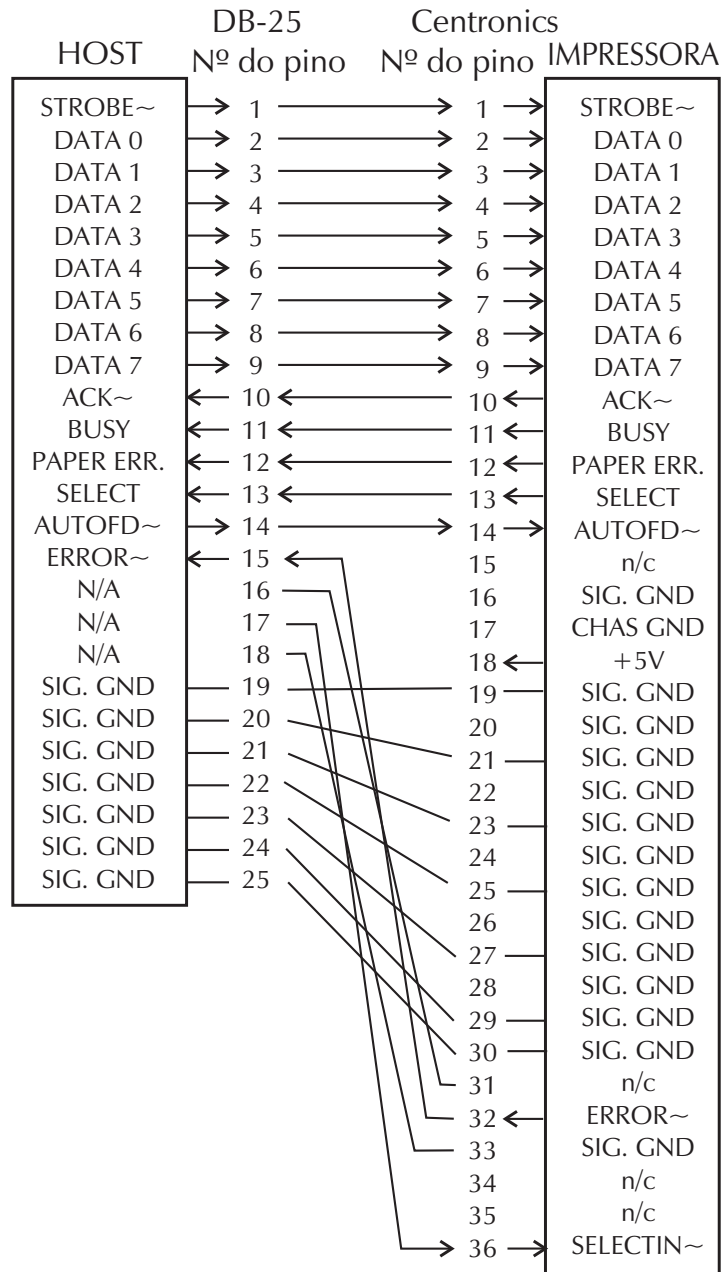 DB-25 Centronics
HOST Nº do pino Nº do pino IMPRESSORA
STROBE~ 1 1 STROBE~
DATA 0 2 2 DATA 0
DATA 1 3 3 DATA 1
DATA 2 4 4 DATA 2
DATA 3 5 5 DATA 3
DATA 4 6 6 DATA 4
DATA 5 7 7 DATA 5
DATA 6 8 8 DATA 6
DATA 7 9 9 DATA 7
ACK~ 10 10 ACK~
BUSY 11 11 BUSY
PAPER ERR. 12 12 PAPER ERR.
SELECT 13 13 SELECT
AUTOFD~ 14 14 AUTOFD~
ERROR~ 15 15 n/c
N/A 16 16 SIG. GND
N/A 17 17 CHAS GND
N/A 18 18 +5V
SIG. GND 19 19 SIG. GND
SIG. GND 20 20 SIG. GND
SIG. GND 21 21 SIG. GND
SIG. GND 22 22 SIG. GND
SIG. GND 23 23 SIG. GND
SIG. GND 24 24 SIG. GND
SIG. GND 25 25 SIG. GND
26 SIG. GND
27 SIG. GND
28 SIG. GND
29 SIG. GND
30 SIG. GND
31 n/c
32 ERROR~
33 SIG. GND
34 n/c
35 n/c
36 SELECTIN~